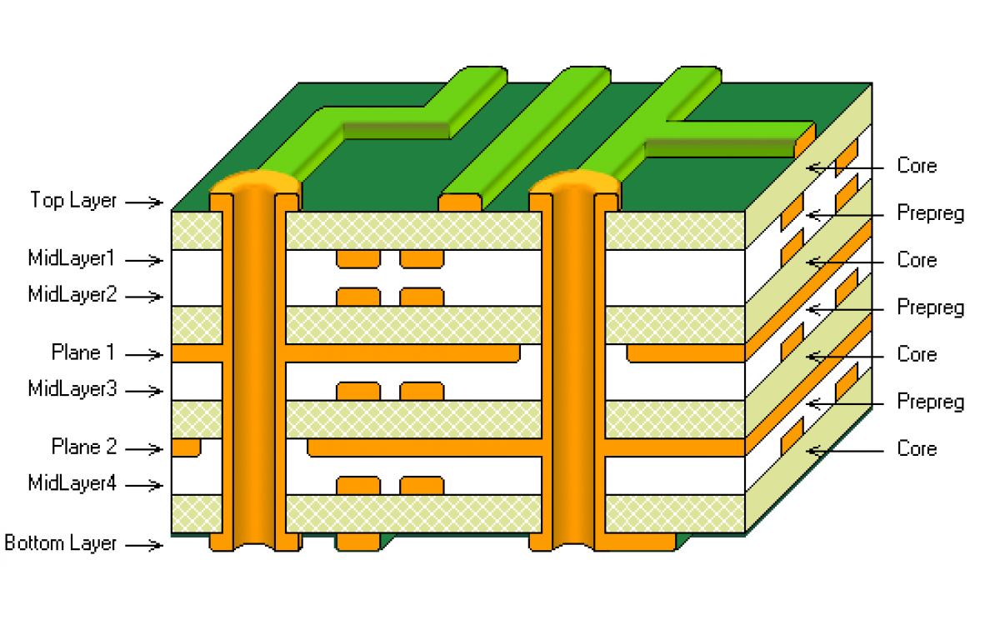 Top Layer
MidLayer1
MidLayer2
Plane 1
MidLayer3
Plane 2
MidLayer4
Bottom Layer
Core
Prepreg
Core
Prepreg
Core
Prepreg
Core